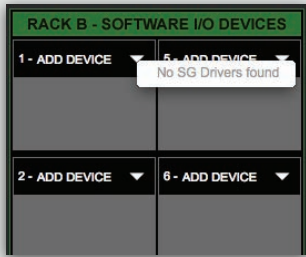 RACK B - SOFTWARE I/O DEVICES
1 - ADD DEVICE
5 - ADD DEVICE
No SG Drivers found
2 - ADD DEVICE
6 - ADD DEVICE